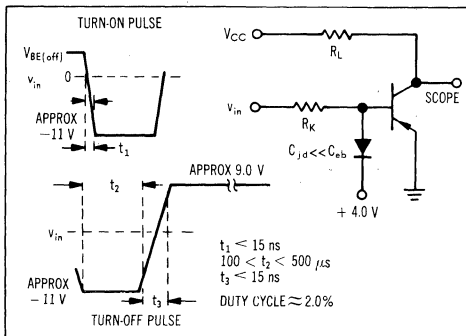 TURN-ON PULSE
V_BE(off)
0
v_in
APPROX
−11 V
t_1
V_CC
R_L
SCOPE
v_in
R_K
C_jd<<C_eb
+ 4.0 V
t_2
APPROX 9.0 V
v_in
APPROX
− 11 V
t_3
TURN-OFF PULSE
t_1 < 15 ns
100 < t_2 < 500 μs
t_3 < 15 ns
DUTY CYCLE ≈ 2.0%